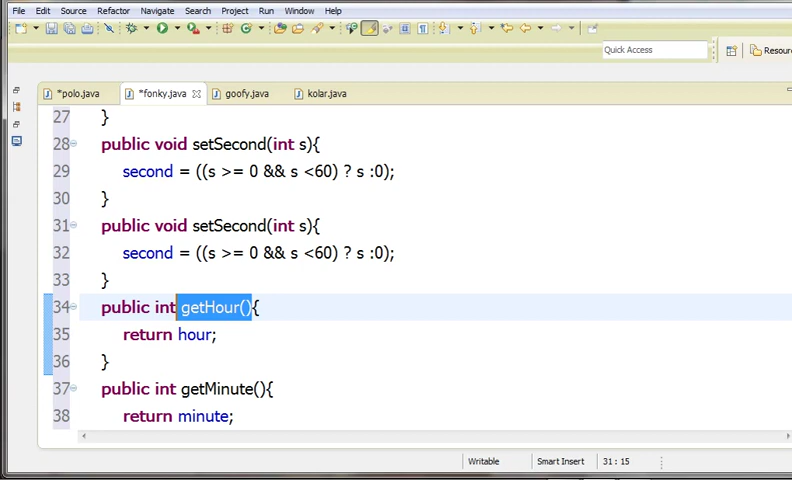 File Edit Source Refactor Navigate Search Project Run Window Help
Quick Access
Resour
*polo.java *fonky.java goofy.java kolar.java
27 }
28 public void setSecond(int s){
29 second = ((s >= 0 && s <60) ? s :0);
30 }
31 public void setSecond(int s){
32 second = ((s >= 0 && s <60) ? s :0);
33 }
34 public int getHour(){
35 return hour;
36 }
37 public int getMinute(){
38 return minute;
Writable Smart Insert 31 : 15